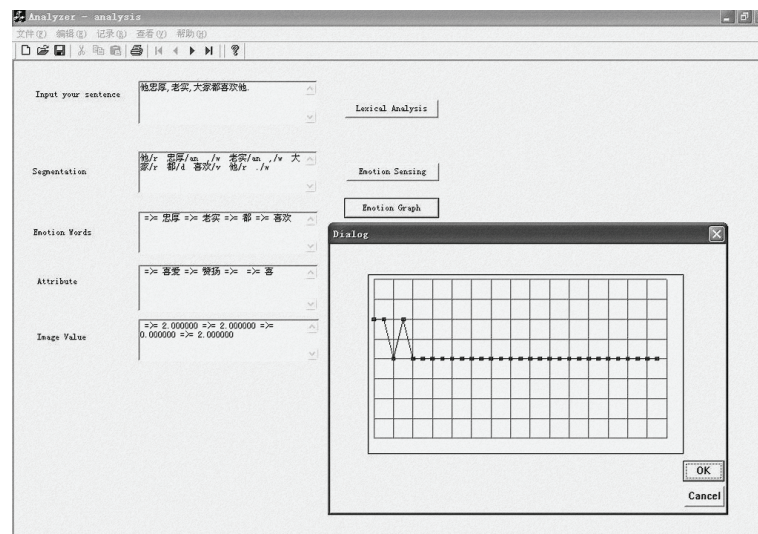 Analyzer - analysis
文件(F) 编辑(E) 记录(R) 查看(V) 帮助(H)
Input your sentence
他忠厚,老实,大家都喜欢他.
Lexical Analysis
Segmentation
他/r 忠厚/an ,/w 老实/an ,/w 大
家/r 都/d 喜欢/v 他/r ./w
Emotion Sensing
Emotion Graph
Emotion Words
=>= 忠厚 =>= 老实 =>= 都 =>= 喜欢
Dialog
Attribute
=>= 喜爱 =>= 赞扬 =>= =>= 喜
Image Value
=>= 2.000000 =>= 2.000000 =>=
0.000000 =>= 2.000000
OK
Cancel